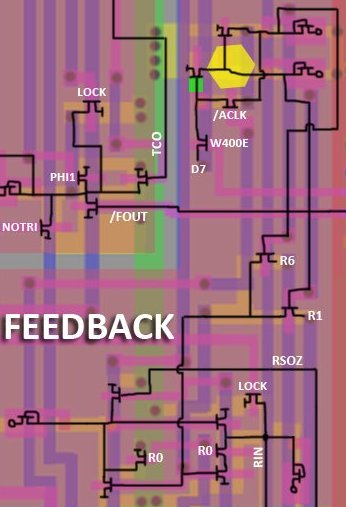 LOCK
TCO
/ACLK
W400E
PHI1
D7
/FOUT
NOTRI
R6
R1
FEEDBACK
RSOZ
LOCK
R0
R0
RIN